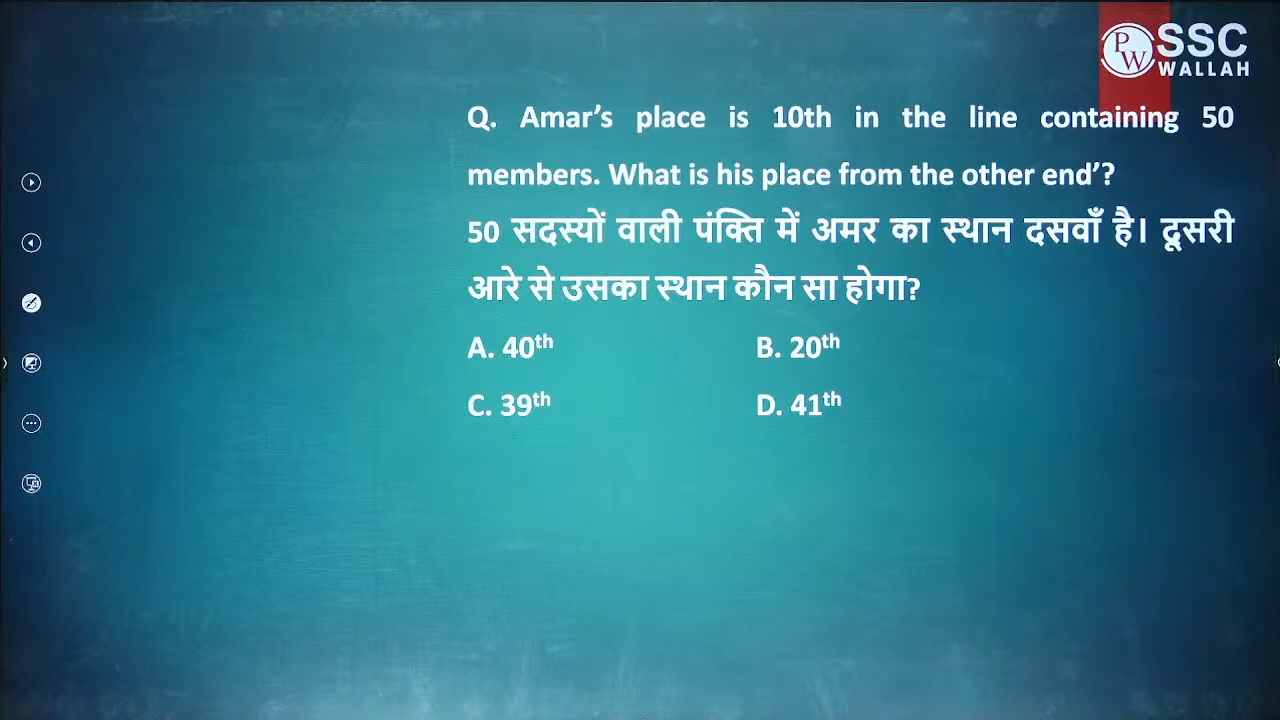 PW SSC
WALLAH
Q. Amar’s place is 10th in the line containing 50
members. What is his place from the other end’?
50 सदस्यों वाली पंक्ति में अमर का स्थान दसवाँ है। दूसरी
आरे से उसका स्थान कौन सा होगा?
A. 40th B. 20th
C. 39th D. 41th